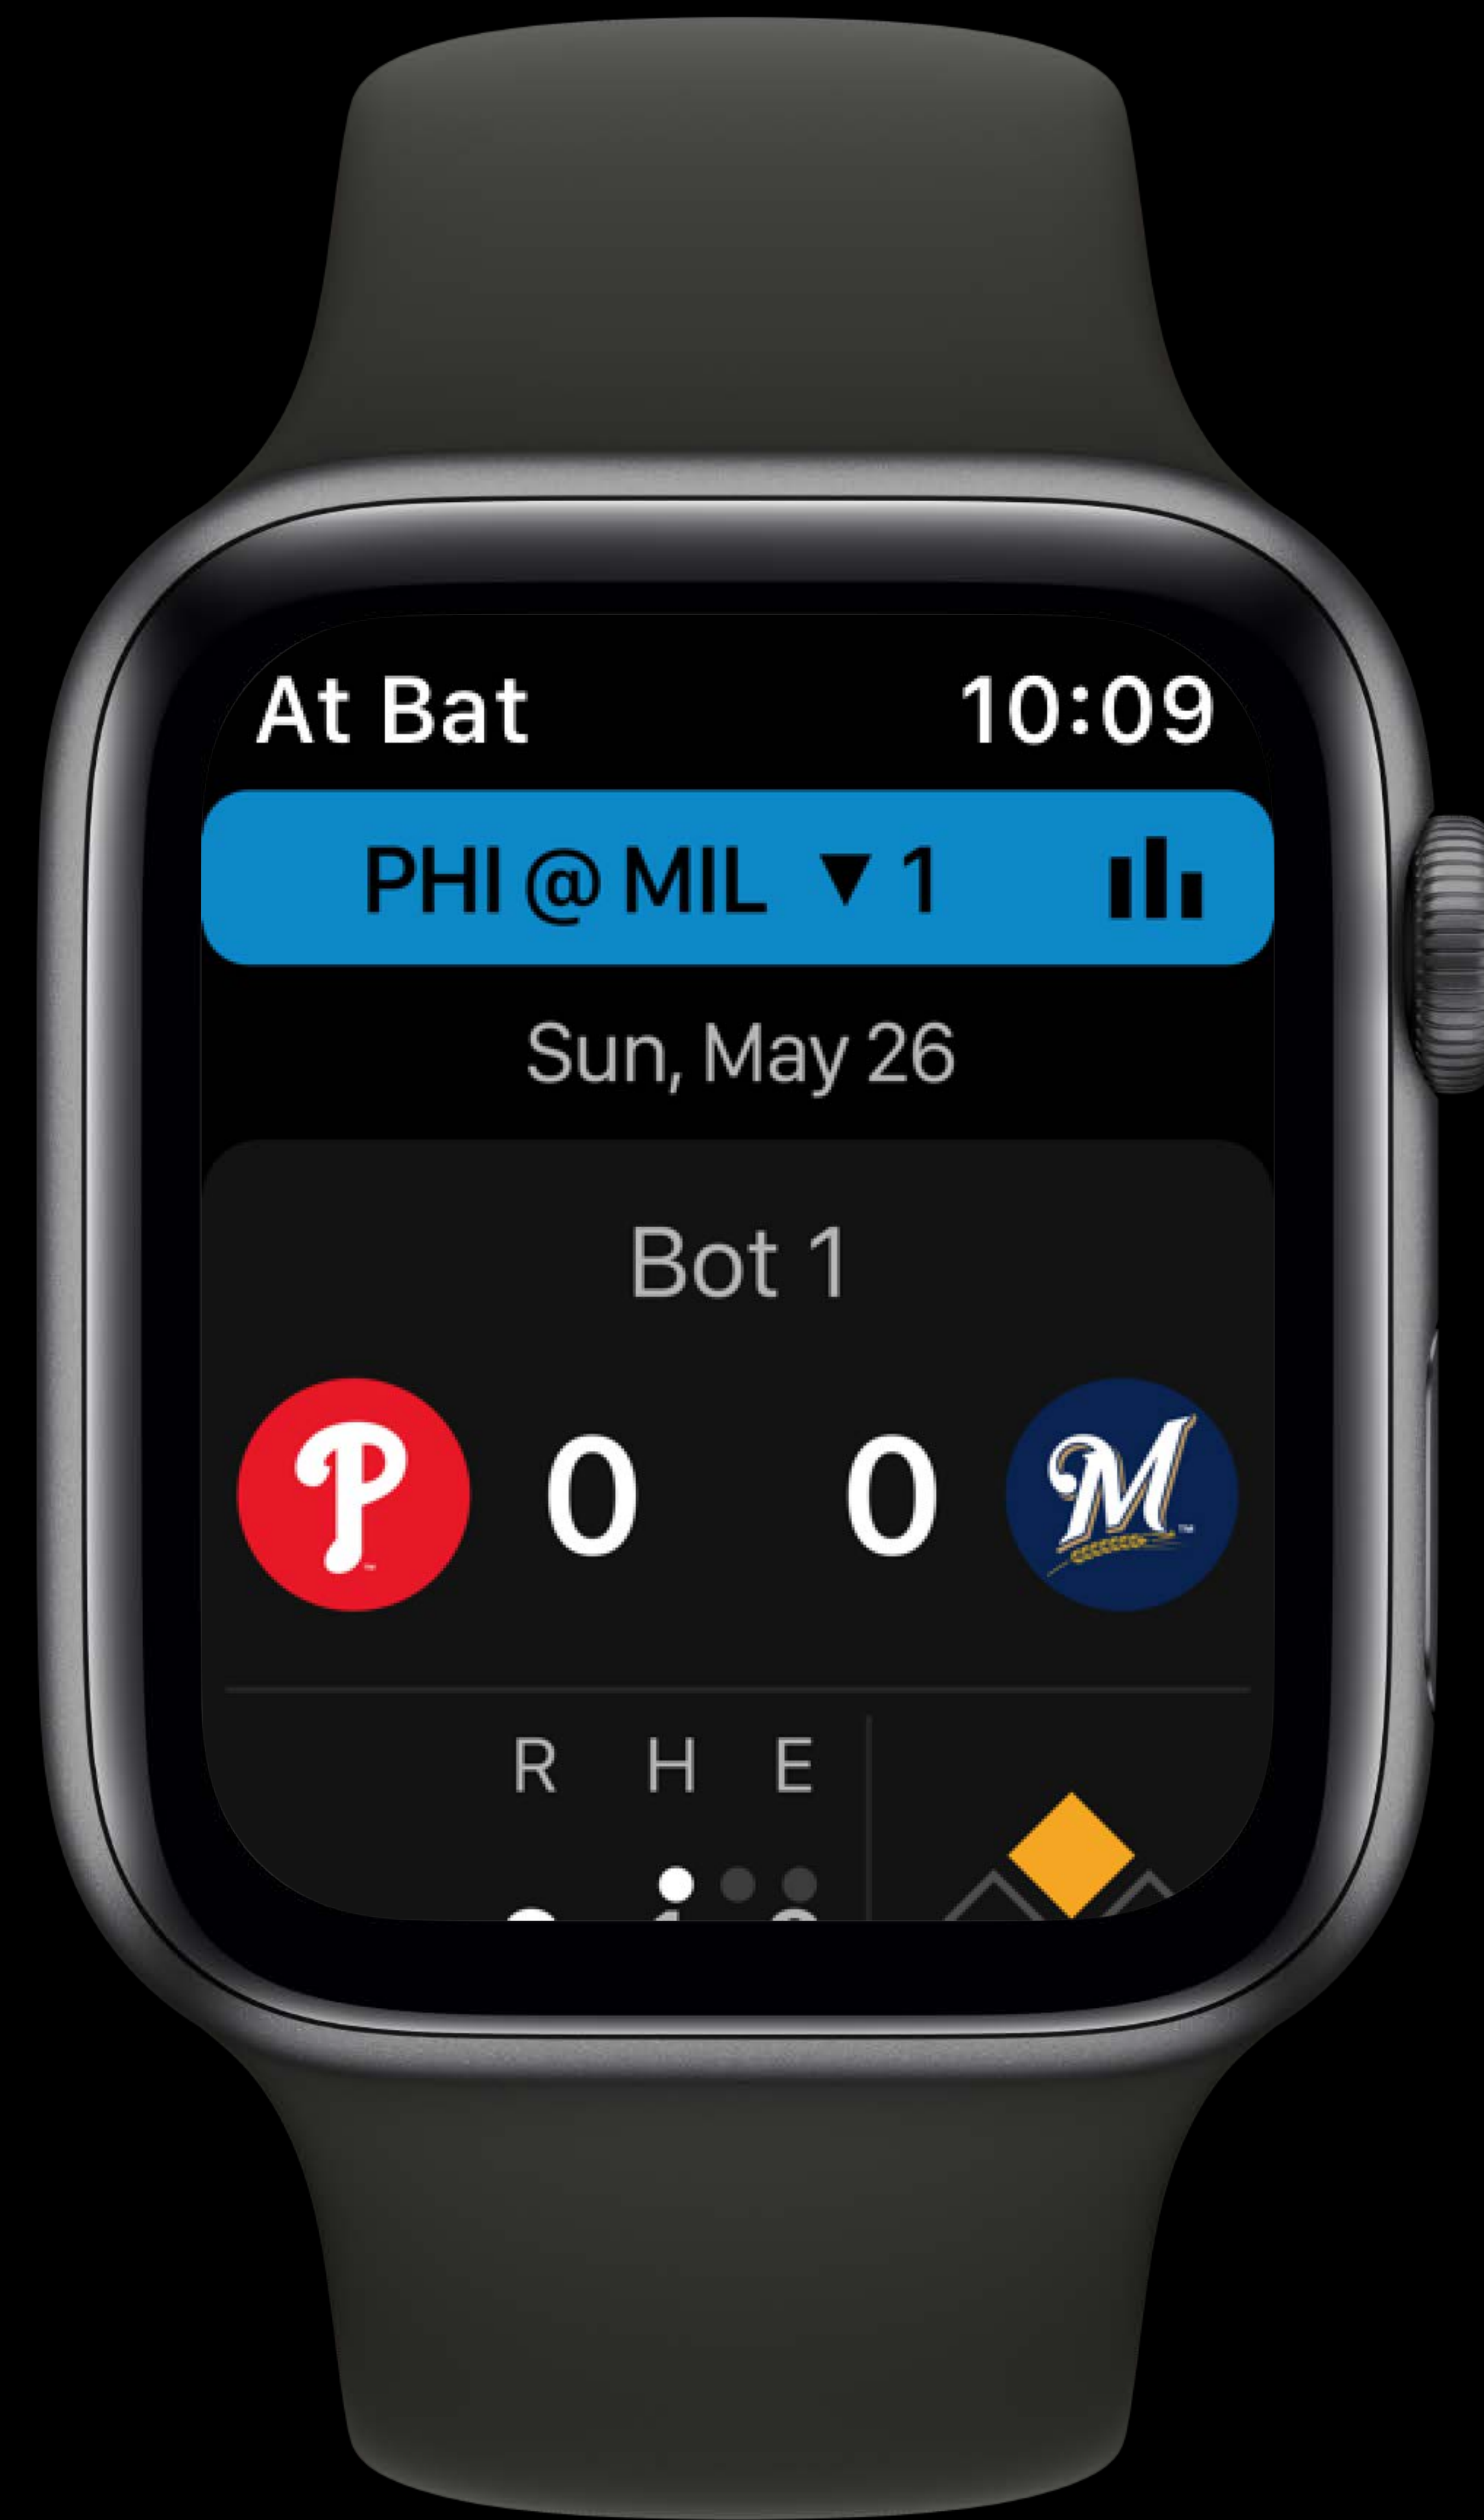 At Bat 10:09
PHI @ MIL ▼ 1
Sun, May 26
Bot 1
P 0 0 M
R H E